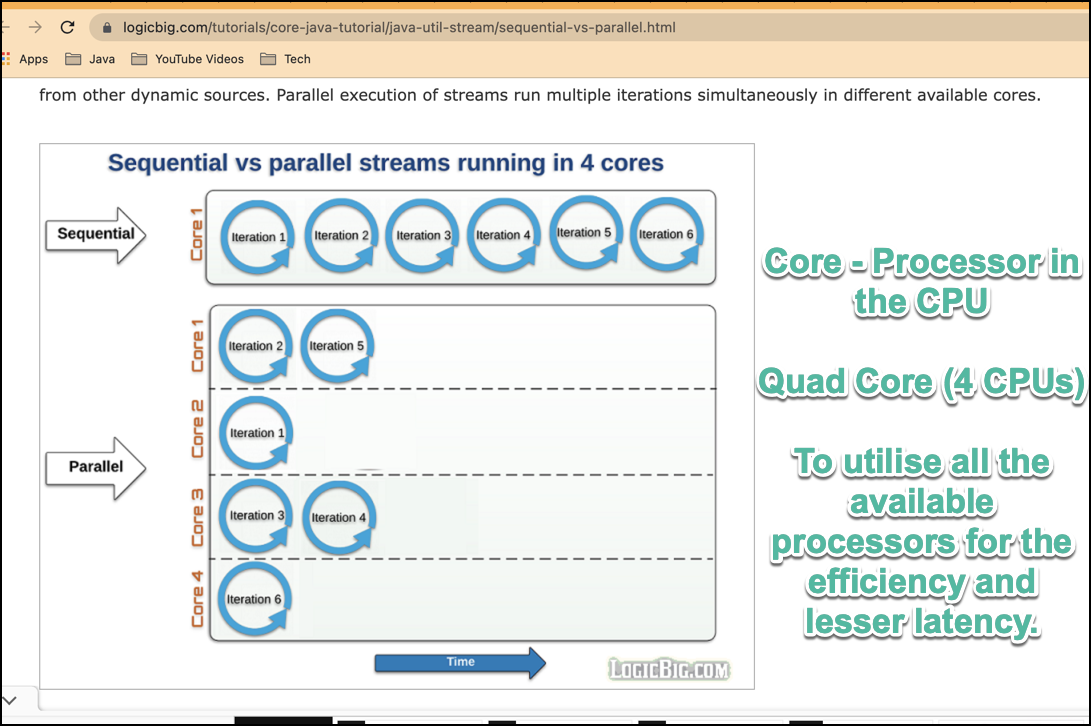 logicbig.com/tutorials/core-java-tutorial/java-util-stream/sequential-vs-parallel.html
Apps Java YouTube Videos Tech
from other dynamic sources. Parallel execution of streams run multiple iterations simultaneously in different available cores.
Sequential vs parallel streams running in 4 cores
Sequential
Core 1
Iteration 1 Iteration 2 Iteration 3 Iteration 4 Iteration 5 Iteration 6
Parallel
Core 1
Iteration 2 Iteration 5
Core 2
Iteration 1
Core 3
Iteration 3 Iteration 4
Core 4
Iteration 6
Time
LogicBig.com
Core - Processor in
the CPU
Quad Core (4 CPUs)
To utilise all the
available
processors for the
efficiency and
lesser latency.